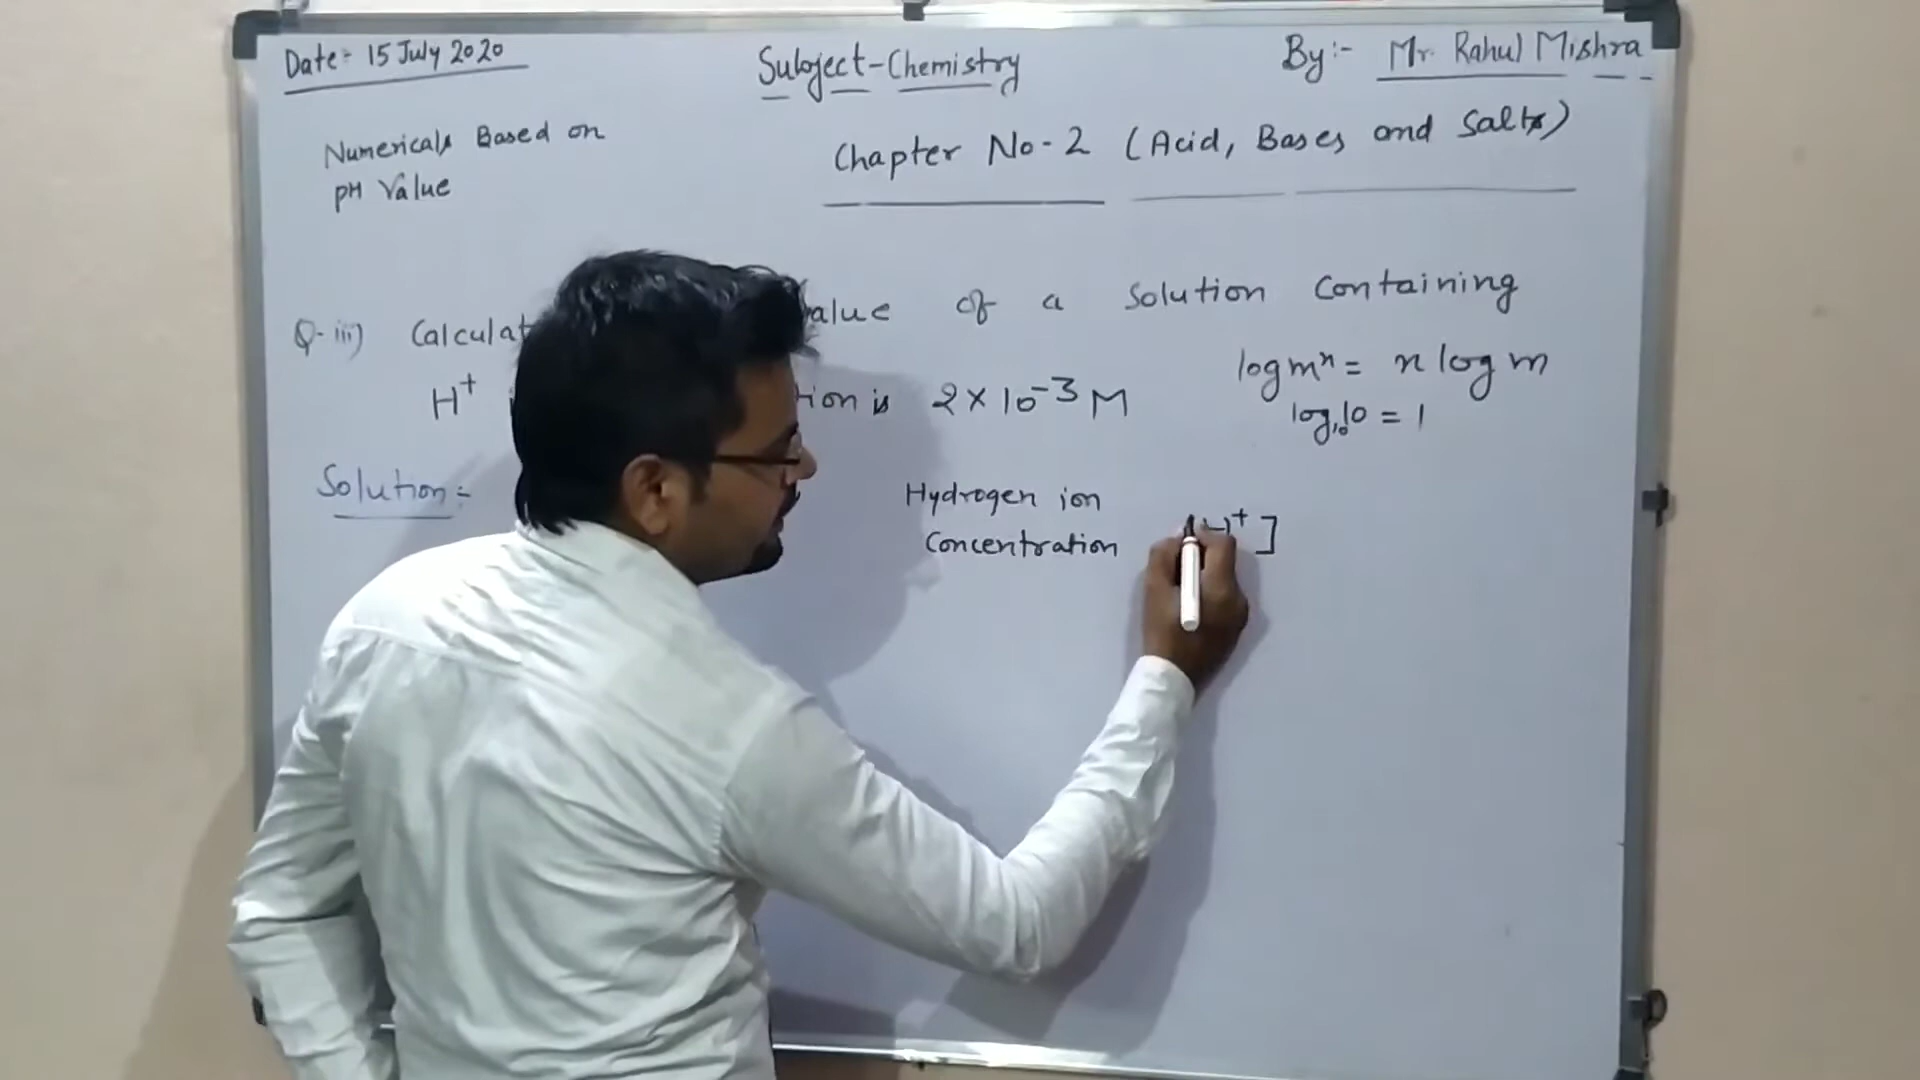 Date:- 15 July 2020
Subject-Chemistry
By:- Mr. Rahul Mishra
Numericals Based on
pH Value
Chapter No-2 (Acid, Bases and Salts)
Q-iii) Calculat alue of a Solution Containing
H⁺ tion is 2×10⁻³ M
log mⁿ = n log m
log₁₀10 = 1
Solution:-
Hydrogen ion
Concentration H⁺ ]